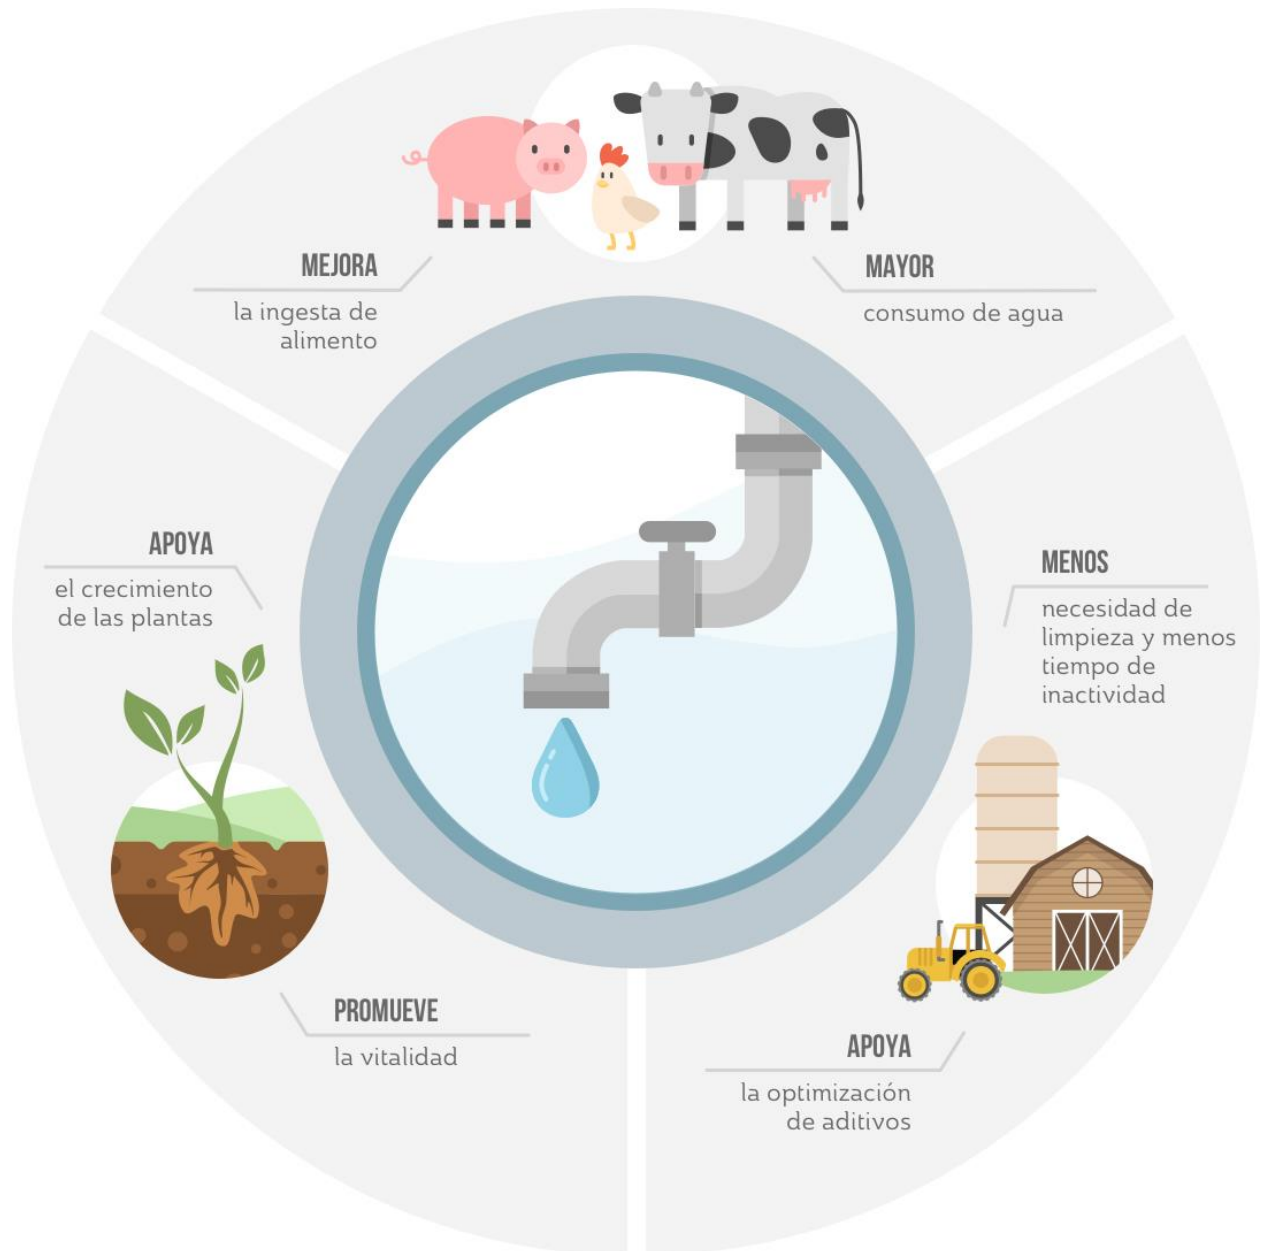 MEJORA
la ingesta de
alimento
MAYOR
consumo de agua
APOYA
el crecimiento
de las plantas
MENOS
necesidad de
limpieza y menos
tiempo de
inactividad
PROMUEVE
la vitalidad
APOYA
la optimización
de aditivos